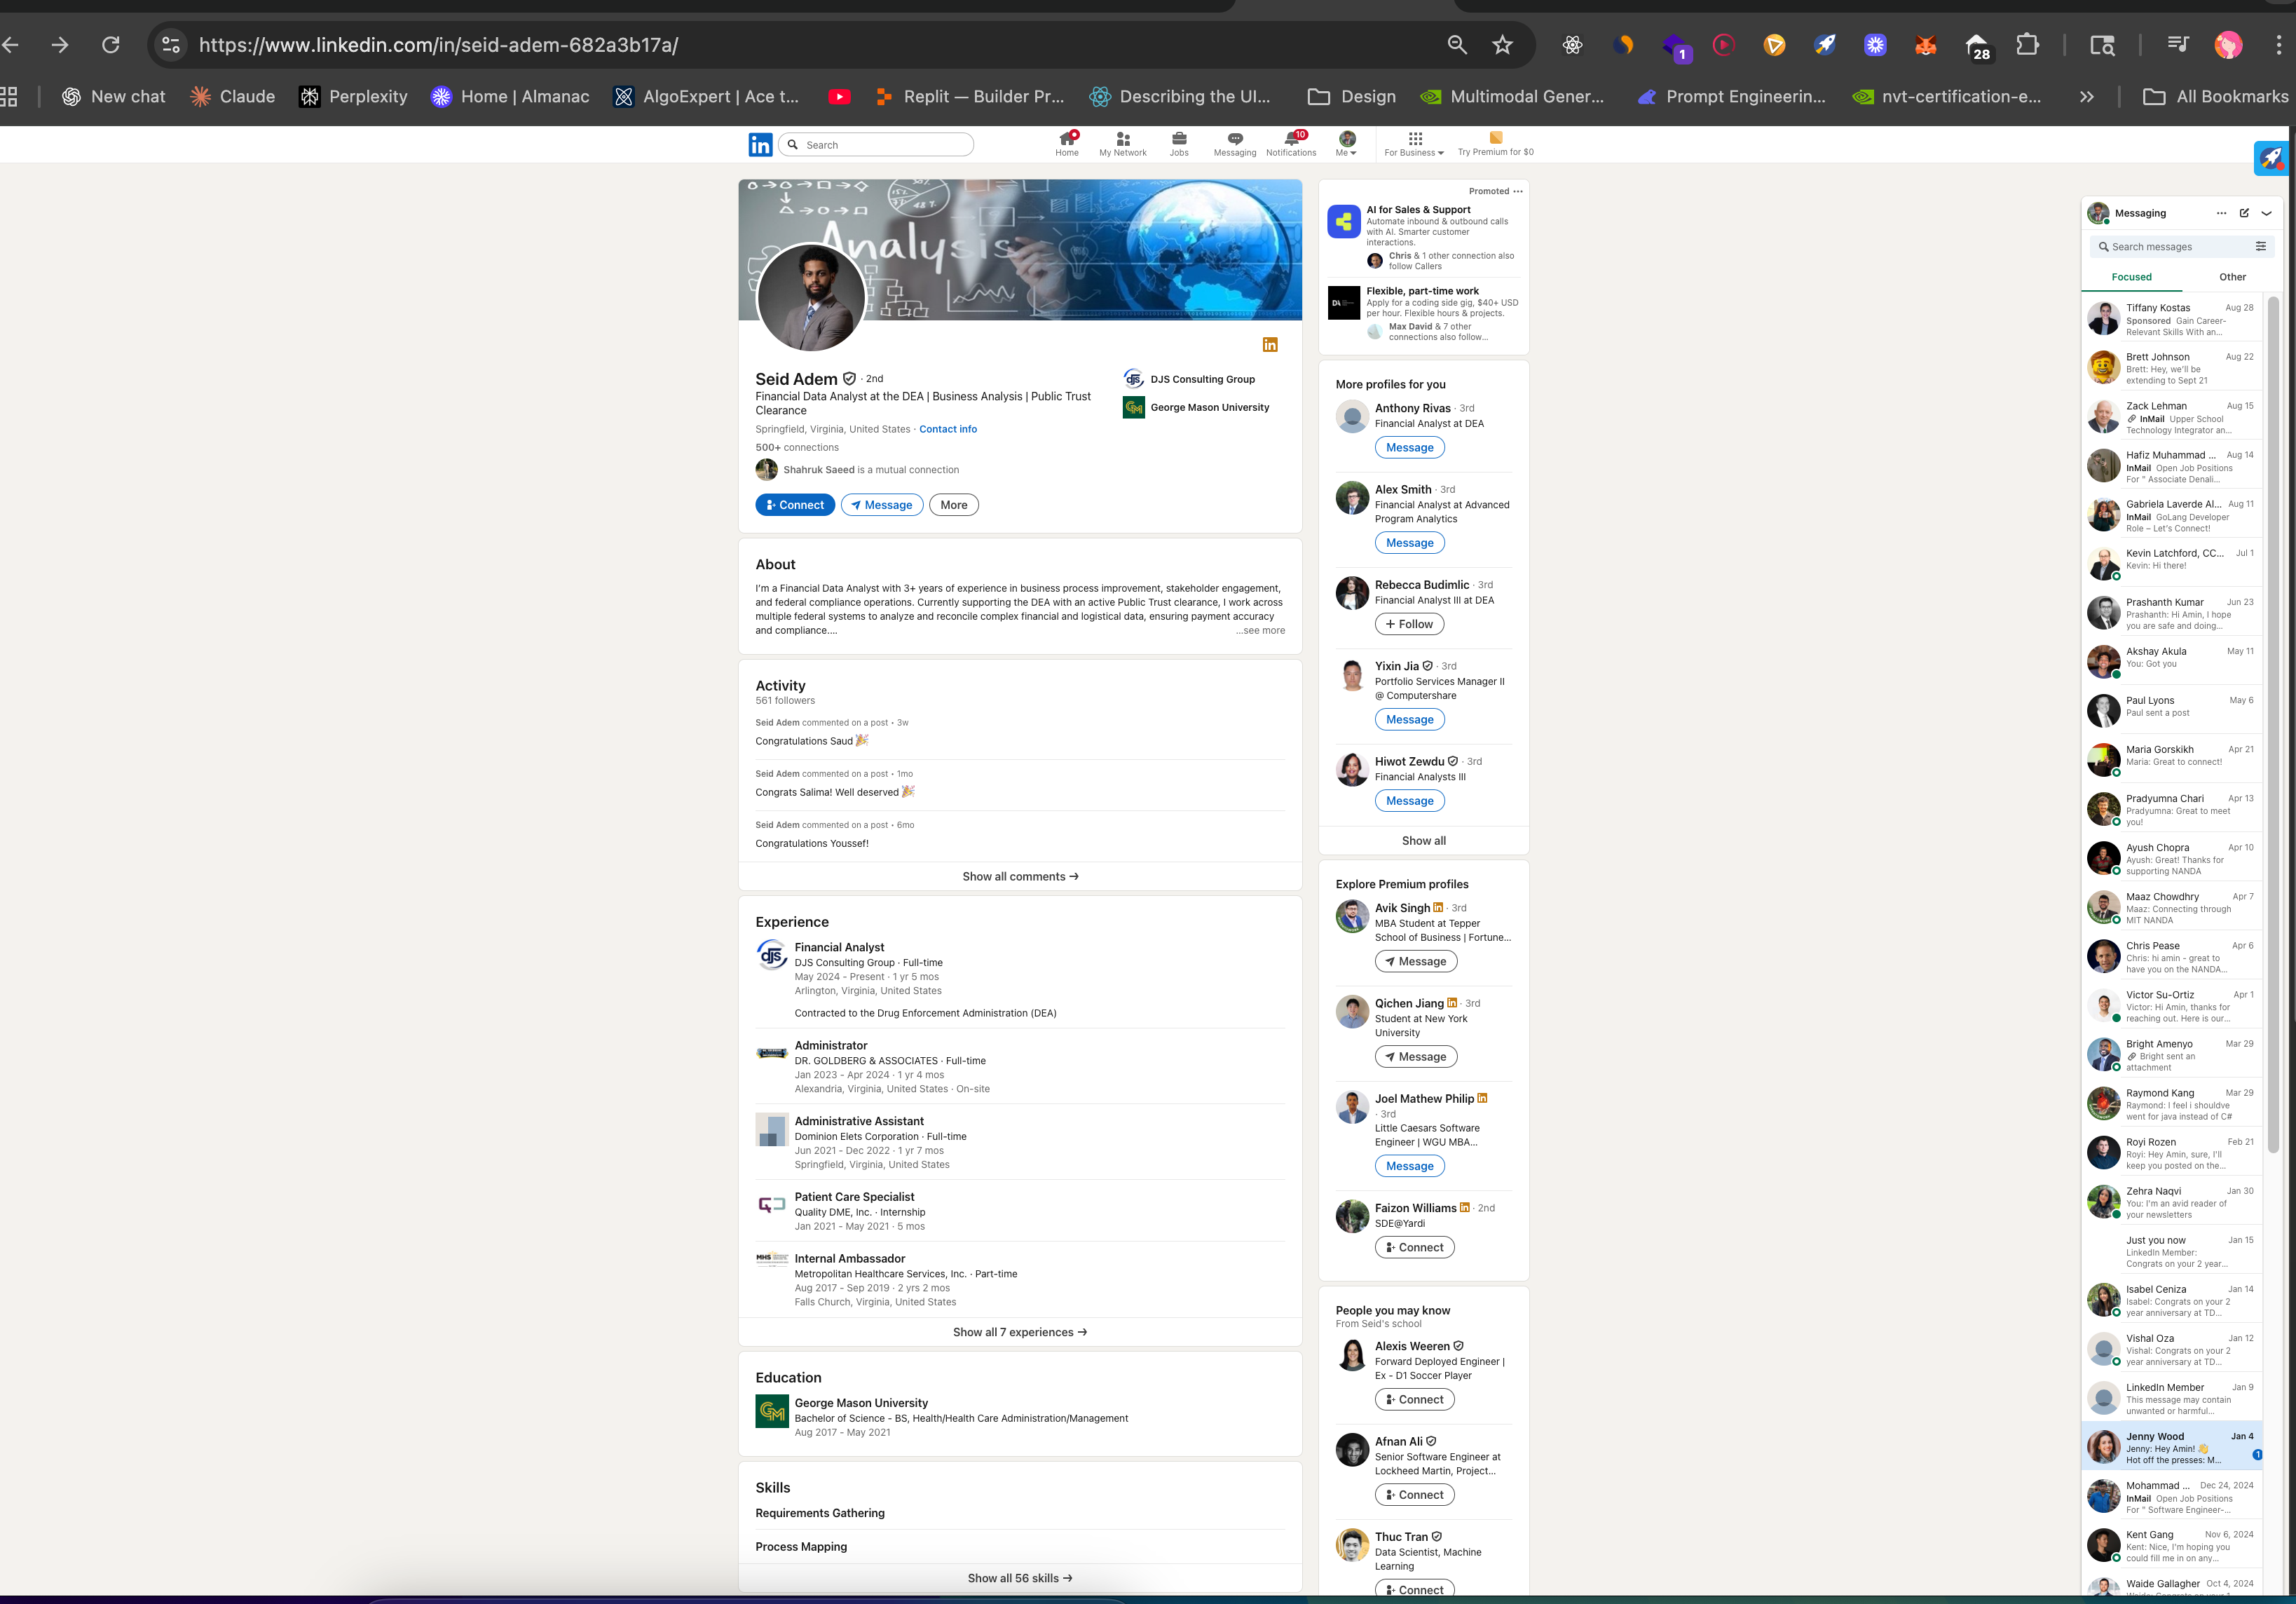 https://www.linkedin.com/in/seid-adem-682a3b17a/
1
28
New chat
Claude
Perplexity
Home | Almanac
AlgoExpert | Ace t...
Replit — Builder Pr...
Describing the UI...
Design
Multimodal Gener...
Prompt Engineerin...
nvt-certification-e...
All Bookmarks
in
Search
Home
My Network
Jobs
Messaging
10
Notifications
Me
For Business
Try Premium for $0
Analysis
Seid Adem · 2nd
Financial Data Analyst at the DEA | Business Analysis | Public Trust
Clearance
Springfield, Virginia, United States · Contact info
500+ connections
Shahruk Saeed is a mutual connection
Connect
Message
More
DJS Consulting Group
George Mason University
About
I'm a Financial Data Analyst with 3+ years of experience in business process improvement, stakeholder engagement,
and federal compliance operations. Currently supporting the DEA with an active Public Trust clearance, I work across
multiple federal systems to analyze and reconcile complex financial and logistical data, ensuring payment accuracy
and compliance....
...see more
Activity
561 followers
Seid Adem commented on a post • 3w
Congratulations Saud 🎉
Seid Adem commented on a post • 1mo
Congrats Salima! Well deserved 🎉
Seid Adem commented on a post • 6mo
Congratulations Youssef!
Show all comments →
Experience
Financial Analyst
DJS Consulting Group · Full-time
May 2024 - Present · 1 yr 5 mos
Arlington, Virginia, United States
Contracted to the Drug Enforcement Administration (DEA)
Administrator
DR. GOLDBERG & ASSOCIATES · Full-time
Jan 2023 - Apr 2024 · 1 yr 4 mos
Alexandria, Virginia, United States · On-site
Administrative Assistant
Dominion Elets Corporation · Full-time
Jun 2021 - Dec 2022 · 1 yr 7 mos
Springfield, Virginia, United States
Patient Care Specialist
Quality DME, Inc. · Internship
Jan 2021 - May 2021 · 5 mos
Internal Ambassador
Metropolitan Healthcare Services, Inc. · Part-time
Aug 2017 - Sep 2019 · 2 yrs 2 mos
Falls Church, Virginia, United States
Show all 7 experiences →
Education
George Mason University
Bachelor of Science - BS, Health/Health Care Administration/Management
Aug 2017 - May 2021
Skills
Requirements Gathering
Process Mapping
Show all 56 skills →
Promoted
AI for Sales & Support
Automate inbound & outbound calls
with AI. Smarter customer
interactions.
Chris & 1 other connection also
follow Callers
Flexible, part-time work
Apply for a coding side gig, $40+ USD
per hour. Flexible hours & projects.
Max David & 7 other
connections also follow...
More profiles for you
Anthony Rivas · 3rd
Financial Analyst at DEA
Message
Alex Smith · 3rd
Financial Analyst at Advanced
Program Analytics
Message
Rebecca Budimlic · 3rd
Financial Analyst III at DEA
+ Follow
Yixin Jia · 3rd
Portfolio Services Manager II
@ Computershare
Message
Hiwot Zewdu · 3rd
Financial Analysts III
Message
Show all
Explore Premium profiles
Avik Singh · 3rd
MBA Student at Tepper
School of Business | Fortune...
Message
Qichen Jiang · 3rd
Student at New York
University
Message
Joel Mathew Philip
· 3rd
Little Caesars Software
Engineer | WGU MBA...
Message
Faizon Williams · 2nd
SDE@Yardi
Connect
People you may know
From Seid's school
Alexis Weeren
Forward Deployed Engineer |
Ex - D1 Soccer Player
Connect
Afnan Ali
Senior Software Engineer at
Lockheed Martin, Project...
Connect
Thuc Tran
Data Scientist, Machine
Learning
Connect
Messaging
Search messages
Focused
Other
Tiffany Kostas Aug 28
Sponsored Gain Career-
Relevant Skills With an...
Brett Johnson Aug 22
Brett: Hey, we'll be
extending to Sept 21
Zack Lehman Aug 15
InMail Upper School
Technology Integrator an...
Hafiz Muhammad ... Aug 14
InMail Open Job Positions
For " Associate Denali...
Gabriela Laverde Al... Aug 11
InMail GoLang Developer
Role – Let's Connect!
Kevin Latchford, CC... Jul 1
Kevin: Hi there!
Prashanth Kumar Jun 23
Prashanth: Hi Amin, I hope
you are safe and doing...
Akshay Akula May 11
You: Got you
Paul Lyons May 6
Paul sent a post
Maria Gorskikh Apr 21
Maria: Great to connect!
Pradyumna Chari Apr 13
Pradyumna: Great to meet
you!
Ayush Chopra Apr 10
Ayush: Great! Thanks for
supporting NANDA
Maaz Chowdhry Apr 7
Maaz: Connecting through
MIT NANDA
Chris Pease Apr 6
Chris: hi amin - great to
have you on the NANDA...
Victor Su-Ortiz Apr 1
Victor: Hi Amin, thanks for
reaching out. Here is our...
Bright Amenyo Mar 29
Bright sent an
attachment
Raymond Kang Mar 29
Raymond: I feel i shouldve
went for java instead of C#
Royi Rozen Feb 21
Royi: Hey Amin, sure, I'll
keep you posted on the...
Zehra Naqvi Jan 30
You: I'm an avid reader of
your newsletters
Just you now Jan 15
LinkedIn Member:
Congrats on your 2 year...
Isabel Ceniza Jan 14
Isabel: Congrats on your 2
year anniversary at TD...
Vishal Oza Jan 12
Vishal: Congrats on your 2
year anniversary at TD...
LinkedIn Member Jan 9
This message may contain
unwanted or harmful...
Jenny Wood Jan 4
Jenny: Hey Amin! 👋
Hot off the presses: M...
1
Mohammad ... Dec 24, 2024
InMail Open Job Positions
For " Software Engineer-...
Kent Gang Nov 6, 2024
Kent: Nice, I'm hoping you
could fill me in on any...
Waide Gallagher Oct 4, 2024